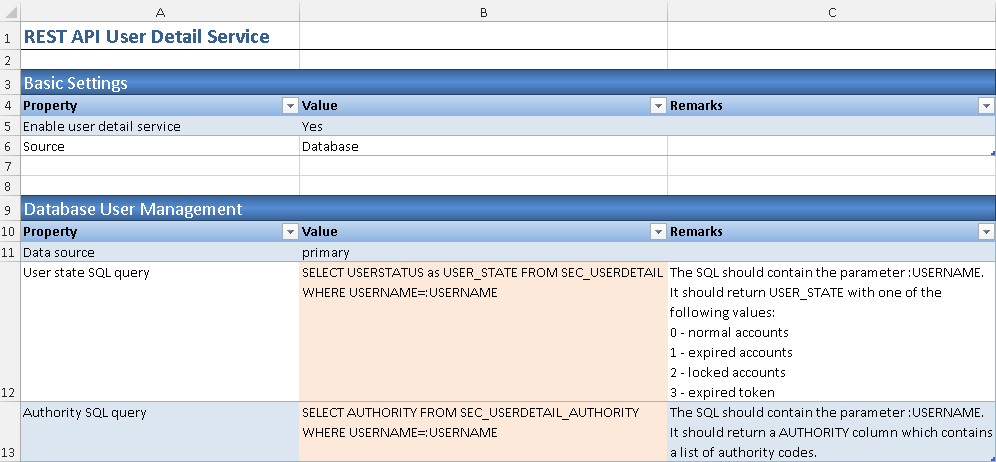 A B C
1 REST API User Detail Service
2
3 Basic Settings
4 Property Value Remarks
5 Enable user detail service Yes
6 Source Database
7
8
9 Database User Management
10 Property Value Remarks
11 Data source primary
User state SQL query SELECT USERSTATUS as USER_STATE FROM SEC_USERDETAIL The SQL should contain the parameter :USERNAME.
WHERE USERNAME=:USERNAME It should return USER_STATE with one of the
following values:
0 - normal accounts
1 - expired accounts
2 - locked accounts
12 3 - expired token
Authority SQL query SELECT AUTHORITY FROM SEC_USERDETAIL_AUTHORITY The SQL should contain the parameter :USERNAME.
WHERE USERNAME=:USERNAME It should return a AUTHORITY column which contains
13 a list of authority codes.